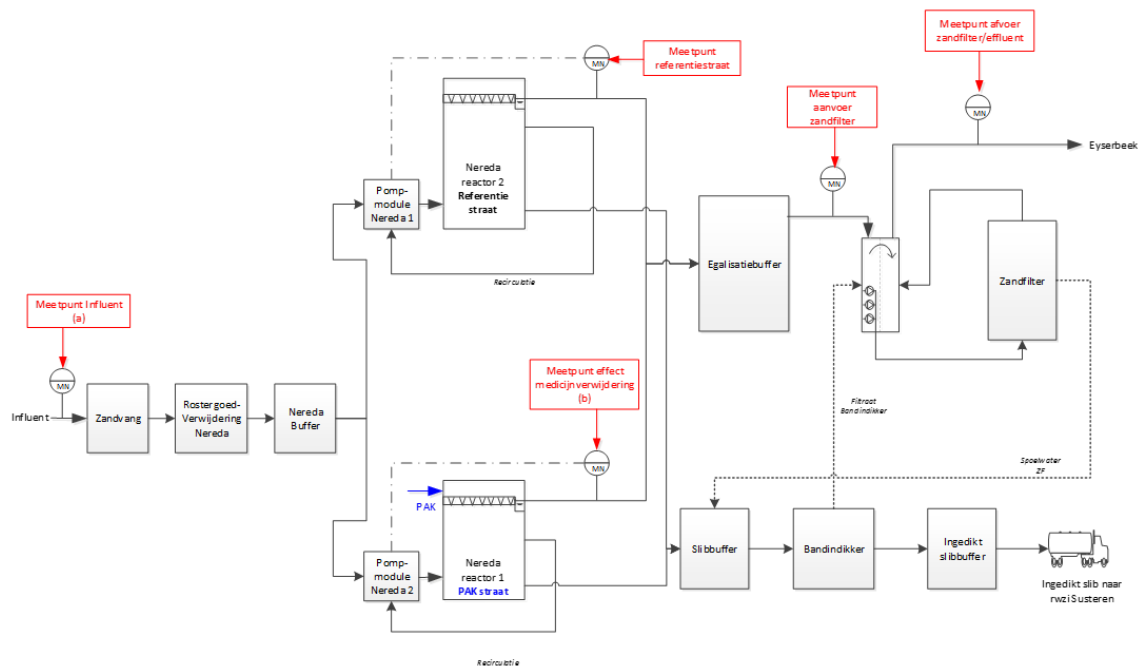 Meetpunt afvoer
zandfilter/effluent
MN
Meetpunt
referentiestraat
MN
Meetpunt
aanvoer
zandfilter
MN
Eyserbeek
Nereda
reactor 2
Referentie
straat
Pomp-
module
Nereda 1
Recirculatie
Egalisatiebuffer
Zandfilter
Meetpunt Influent
(a)
MN
Influent
Zandvang
Rostergoed-
Verwijdering
Nereda
Nereda
Buffer
Meetpunt effect
medicijnverwijdering
(b)
MN
Filtraat
Bandindikker
Spoelwater
ZF
PAK
Nereda
reactor 1
PAK straat
Pomp-
module
Nereda 2
Recirculatie
Slibbuffer
Bandindikker
Ingedikt
slibbuffer
Ingedikt slib naar
rwzi Susteren